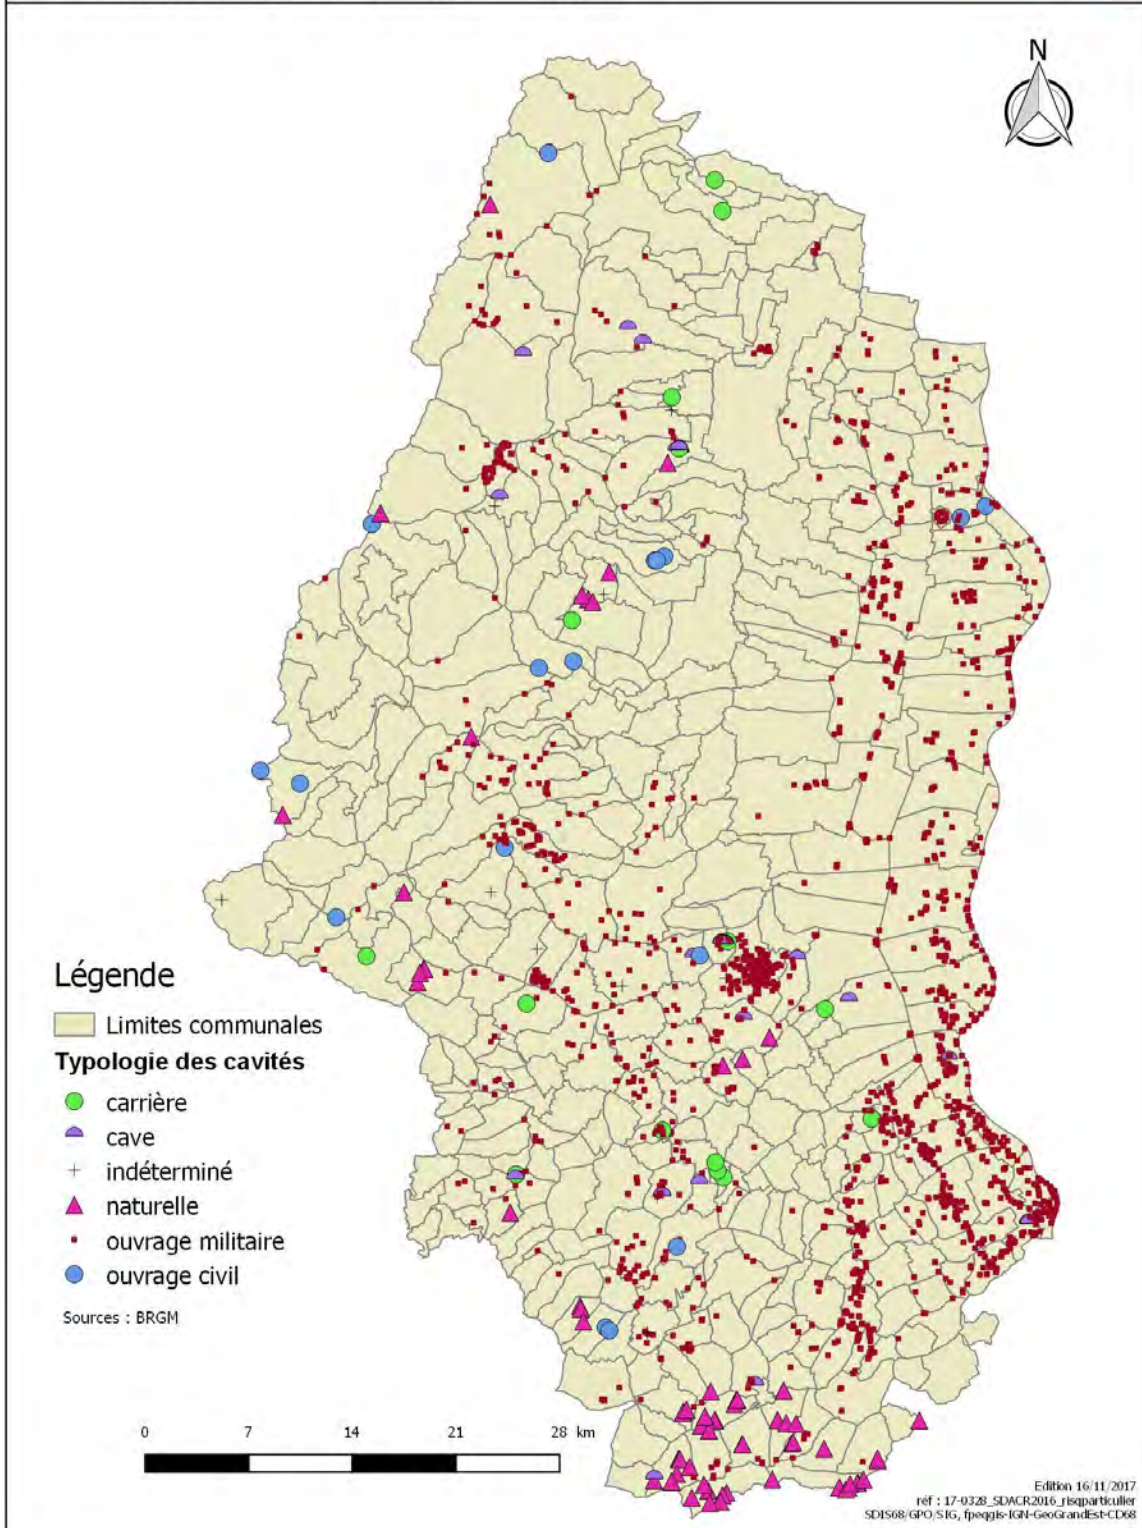 N
Légende
Limites communales
Typologie des cavités
carrière
cave
indéterminé
naturelle
ouvrage militaire
ouvrage civil
Sources : BRGM
0 7 14 21 28 km
Edition 16/11/2017
réf : 17-0328_SDACR2016_risqparticulier
SDIS68/GPO/SIG, fpeqgis-IGN-GeoGrandEst-CD68